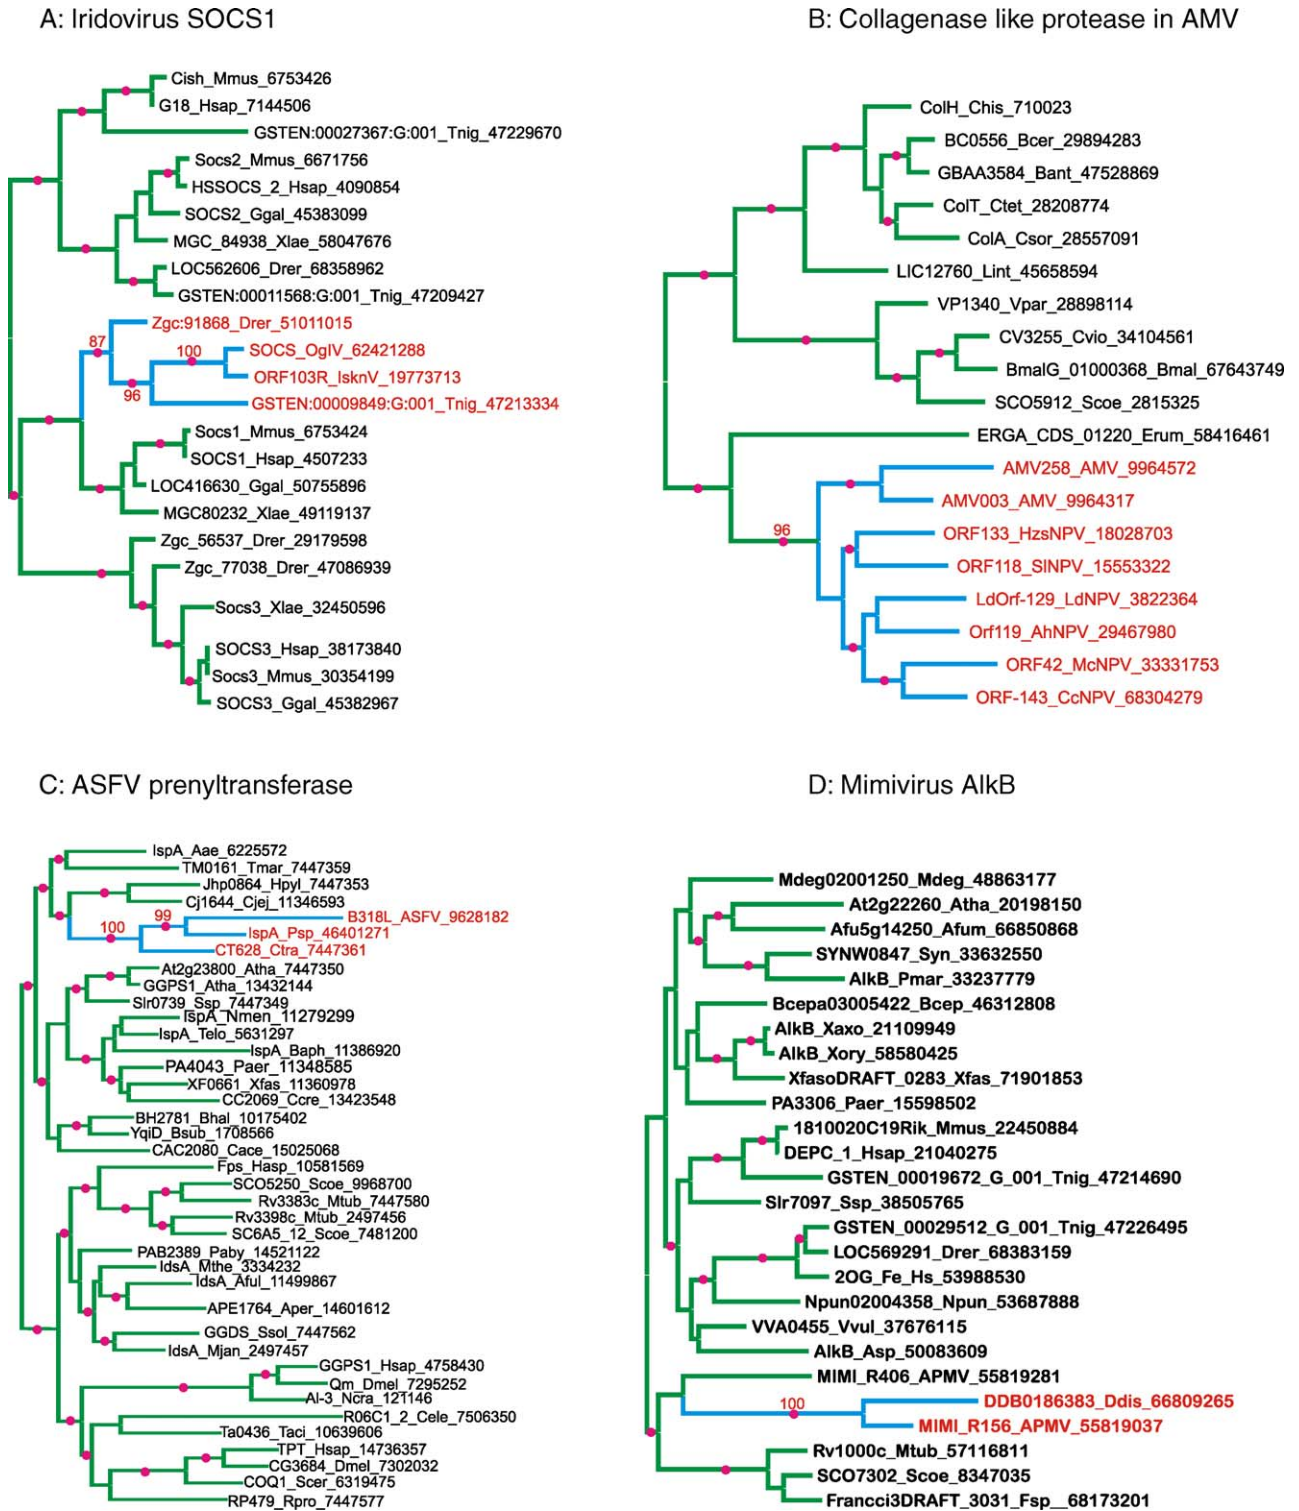 A: Iridovirus SOCS1
Cish_Mmus_6753426
G18_Hsap_7144506
GSTEN:00027367:G:001_Tnig_47229670
Socs2_Mmus_6671756
HSSOCS_2_Hsap_4090854
SOCS2_Ggal_45383099
MGC_84938_Xlae_58047676
LOC562606_Drer_68358962
GSTEN:00011568:G:001_Tnig_47209427
Zgc:91868_Drer_51011015
87
100
SOCS_OgIV_62421288
ORF103R_IsknV_19773713
96
GSTEN:00009849:G:001_Tnig_47213334
Socs1_Mmus_6753424
SOCS1_Hsap_4507233
LOC416630_Ggal_50755896
MGC80232_Xlae_49119137
Zgc_56537_Drer_29179598
Zgc_77038_Drer_47086939
Socs3_Xlae_32450596
SOCS3_Hsap_38173840
Socs3_Mmus_30354199
SOCS3_Ggal_45382967
B: Collagenase like protease in AMV
ColH_Chis_710023
BC0556_Bcer_29894283
GBAA3584_Bant_47528869
ColT_Ctet_28208774
ColA_Csor_28557091
LIC12760_Lint_45658594
VP1340_Vpar_28898114
CV3255_Cvio_34104561
BmalG_01000368_Bmal_67643749
SCO5912_Scoe_2815325
ERGA_CDS_01220_Erum_58416461
AMV258_AMV_9964572
AMV003_AMV_9964317
96
ORF133_HzsNPV_18028703
ORF118_SlNPV_15553322
LdOrf-129_LdNPV_3822364
Orf119_AhNPV_29467980
ORF42_McNPV_33331753
ORF-143_CcNPV_68304279
C: ASFV prenyltransferase
IspA_Aae_6225572
TM0161_Tmar_7447359
Jhp0864_Hpyl_7447353
Cj1644_Cjej_11346593
99
B318L_ASFV_9628182
100
IspA_Psp_46401271
CT628_Ctra_7447361
At2g23800_Atha_7447350
GGPS1_Atha_13432144
Slr0739_Ssp_7447349
IspA_Nmen_11279299
IspA_Telo_5631297
IspA_Baph_11386920
PA4043_Paer_11348585
XF0661_Xfas_11360978
CC2069_Ccre_13423548
BH2781_Bhal_10175402
YqiD_Bsub_1708566
CAC2080_Cace_15025068
Fps_Hasp_10581569
SCO5250_Scoe_9968700
Rv3383c_Mtub_7447580
Rv3398c_Mtub_2497456
SC6A5_12_Scoe_7481200
PAB2389_Paby_14521122
IdsA_Mthe_3334232
IdsA_Aful_11499867
APE1764_Aper_14601612
GGDS_Ssol_7447562
IdsA_Mjan_2497457
GGPS1_Hsap_4758430
Qm_Dmel_7295252
Al-3_Ncra_121146
R06C1_2_Cele_7506350
Ta0436_Taci_10639606
TPT_Hsap_14736357
CG3684_Dmel_7302032
COQ1_Scer_6319475
RP479_Rpro_7447577
D: Mimivirus AlkB
Mdeg02001250_Mdeg_48863177
At2g22260_Atha_20198150
Afu5g14250_Afum_66850868
SYNW0847_Syn_33632550
AlkB_Pmar_33237779
Bcepa03005422_Bcep_46312808
AlkB_Xaxo_21109949
AlkB_Xory_58580425
XfasoDRAFT_0283_Xfas_71901853
PA3306_Paer_15598502
1810020C19Rik_Mmus_22450884
DEPC_1_Hsap_21040275
GSTEN_00019672_G_001_Tnig_47214690
Slr7097_Ssp_38505765
GSTEN_00029512_G_001_Tnig_47226495
LOC569291_Drer_68383159
2OG_Fe_Hs_53988530
Npun02004358_Npun_53687888
VVA0455_Vvul_37676115
AlkB_Asp_50083609
MIMI_R406_APMV_55819281
100
DDB0186383_Ddis_66809265
MIMI_R156_APMV_55819037
Rv1000c_Mtub_57116811
SCO7302_Scoe_8347035
Francci3DRAFT_3031_Fsp__68173201